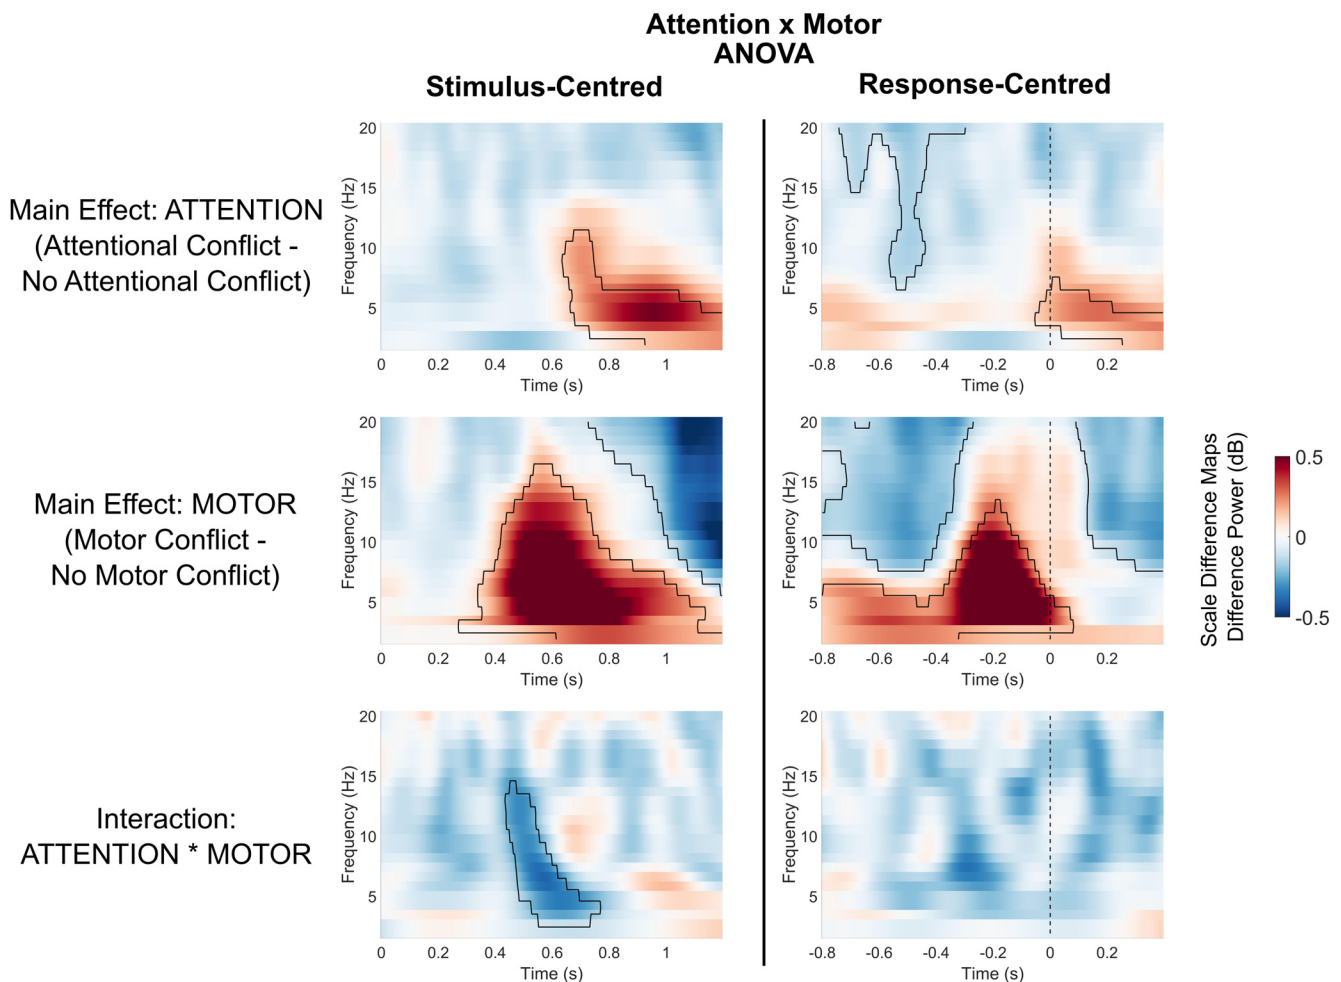 Attention x Motor
ANOVA
Stimulus-Centred
Response-Centred
Main Effect: ATTENTION
(Attentional Conflict -
No Attentional Conflict)
Frequency (Hz)
20
15
10
5
0
0.2
0.4
0.6
0.8
1
Time (s)
Frequency (Hz)
20
15
10
5
-0.8
-0.6
-0.4
-0.2
0
0.2
Time (s)
Main Effect: MOTOR
(Motor Conflict -
No Motor Conflict)
Frequency (Hz)
20
15
10
5
0
0.2
0.4
0.6
0.8
1
Time (s)
Frequency (Hz)
20
15
10
5
-0.8
-0.6
-0.4
-0.2
0
0.2
Time (s)
Scale Difference Maps
Difference Power (dB)
0.5
0
-0.5
Interaction:
ATTENTION * MOTOR
Frequency (Hz)
20
15
10
5
0
0.2
0.4
0.6
0.8
1
Time (s)
Frequency (Hz)
20
15
10
5
-0.8
-0.6
-0.4
-0.2
0
0.2
Time (s)